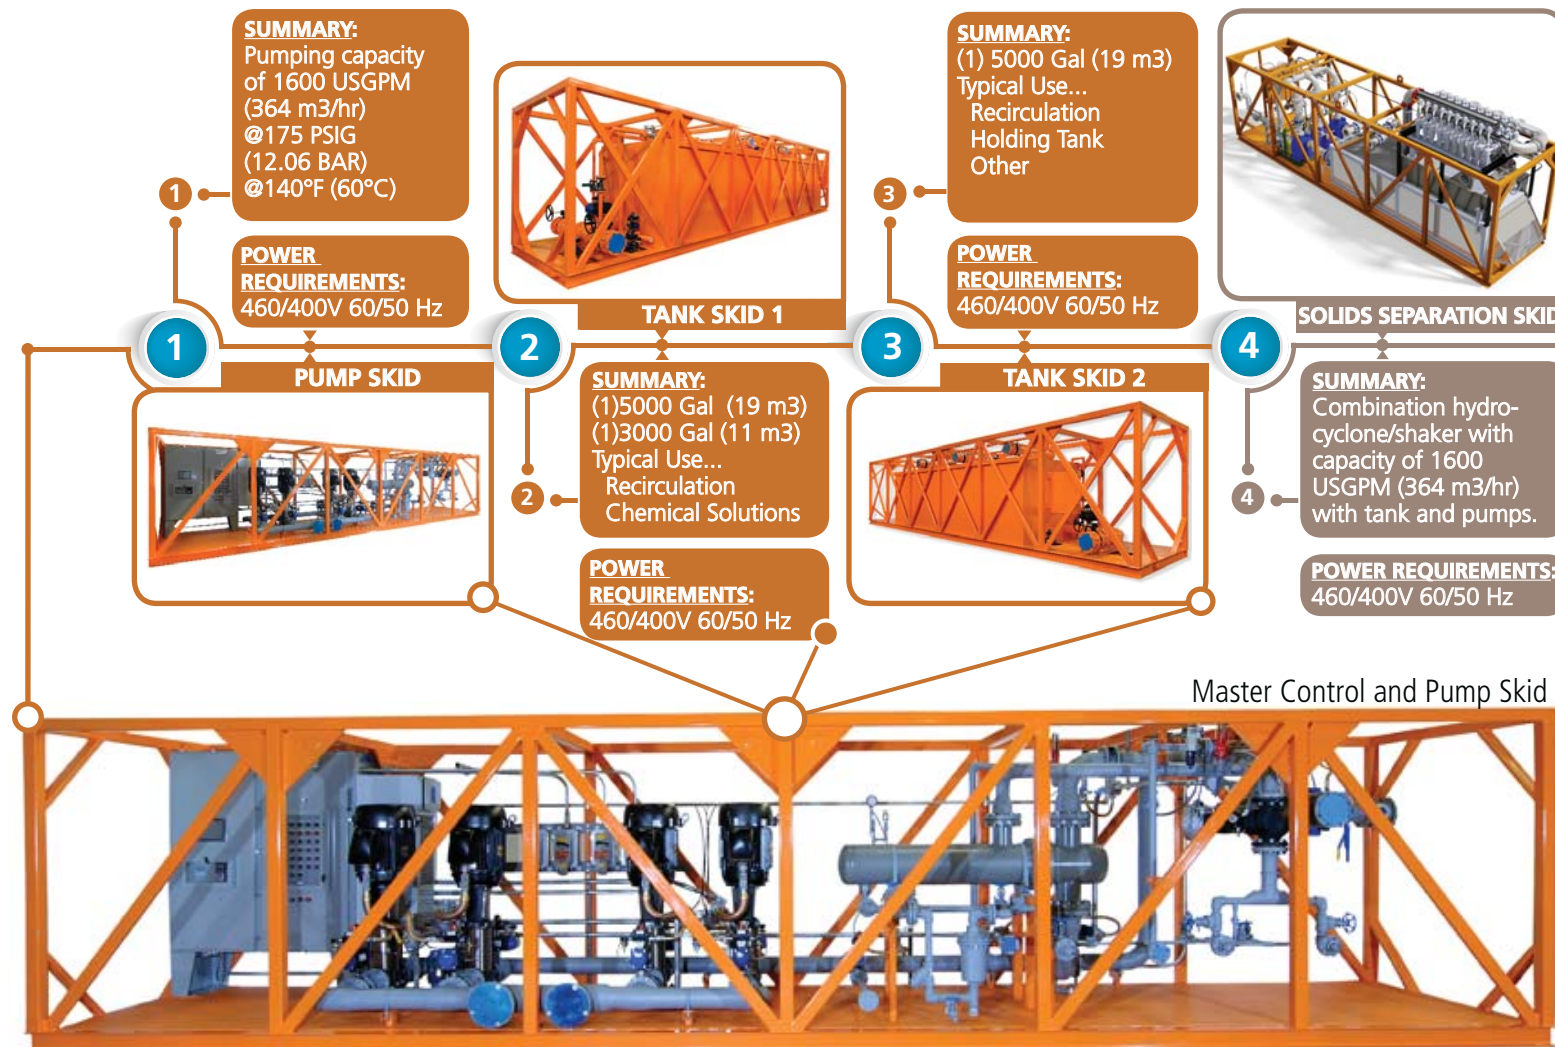 SUMMARY:
Pumping capacity
of 1600 USGPM
(364 m3/hr)
@175 PSIG
(12.06 BAR)
@140°F (60°C)
1
POWER
REQUIREMENTS:
460/400V 60/50 Hz
1
PUMP SKID
TANK SKID 1
2
SUMMARY:
(1)5000 Gal (19 m3)
(1)3000 Gal (11 m3)
Typical Use...
Recirculation
Chemical Solutions
2
POWER
REQUIREMENTS:
460/400V 60/50 Hz
SUMMARY:
(1) 5000 Gal (19 m3)
Typical Use...
Recirculation
Holding Tank
Other
3
POWER
REQUIREMENTS:
460/400V 60/50 Hz
3
TANK SKID 2
SOLIDS SEPARATION SKID
4
SUMMARY:
Combination hydro-
cyclone/shaker with
capacity of 1600
USGPM (364 m3/hr)
with tank and pumps.
4
POWER REQUIREMENTS:
460/400V 60/50 Hz
Master Control and Pump Skid